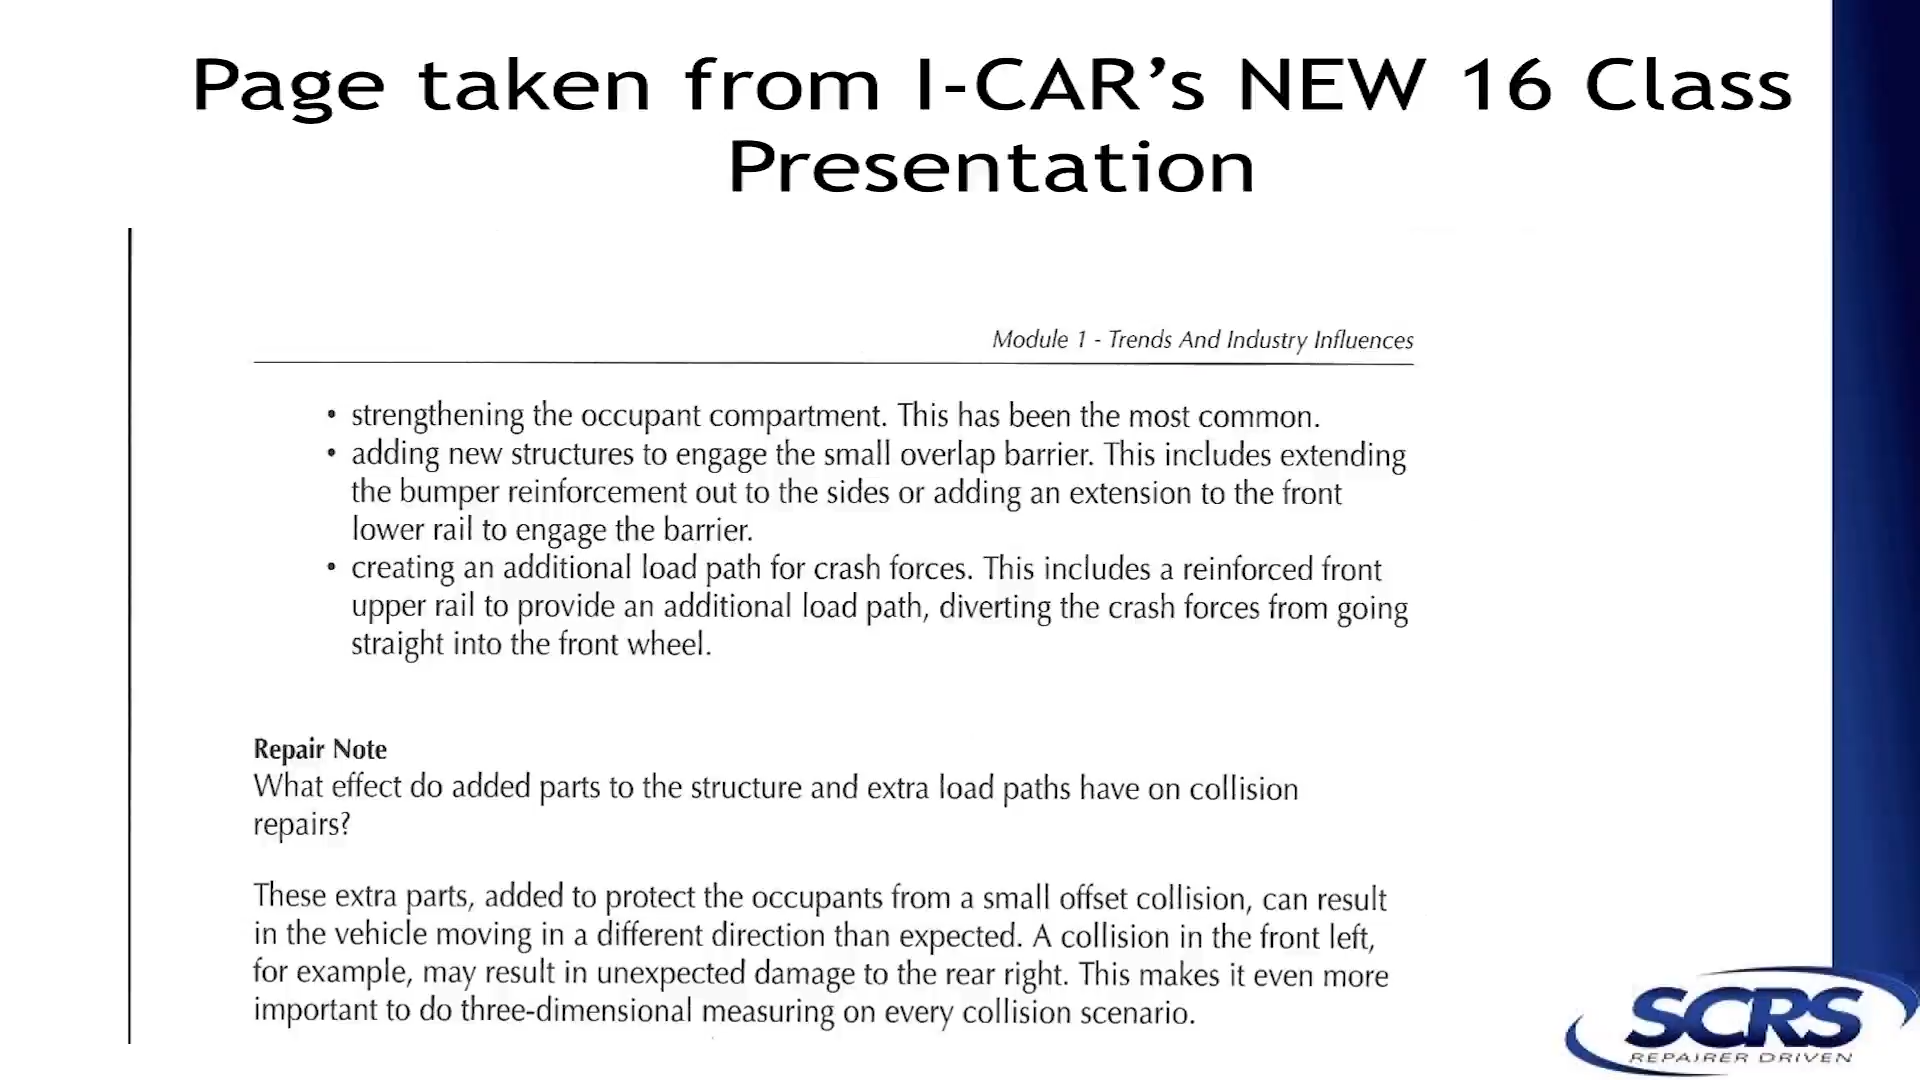 Page taken from I-CAR’s NEW 16 Class
Presentation
Module 1 - Trends And Industry Influences
• strengthening the occupant compartment. This has been the most common.
• adding new structures to engage the small overlap barrier. This includes extending
the bumper reinforcement out to the sides or adding an extension to the front
lower rail to engage the barrier.
• creating an additional load path for crash forces. This includes a reinforced front
upper rail to provide an additional load path, diverting the crash forces from going
straight into the front wheel.
Repair Note
What effect do added parts to the structure and extra load paths have on collision
repairs?
These extra parts, added to protect the occupants from a small offset collision, can result
in the vehicle moving in a different direction than expected. A collision in the front left,
for example, may result in unexpected damage to the rear right. This makes it even more
important to do three-dimensional measuring on every collision scenario.
SCRS
REPAIRER DRIVEN